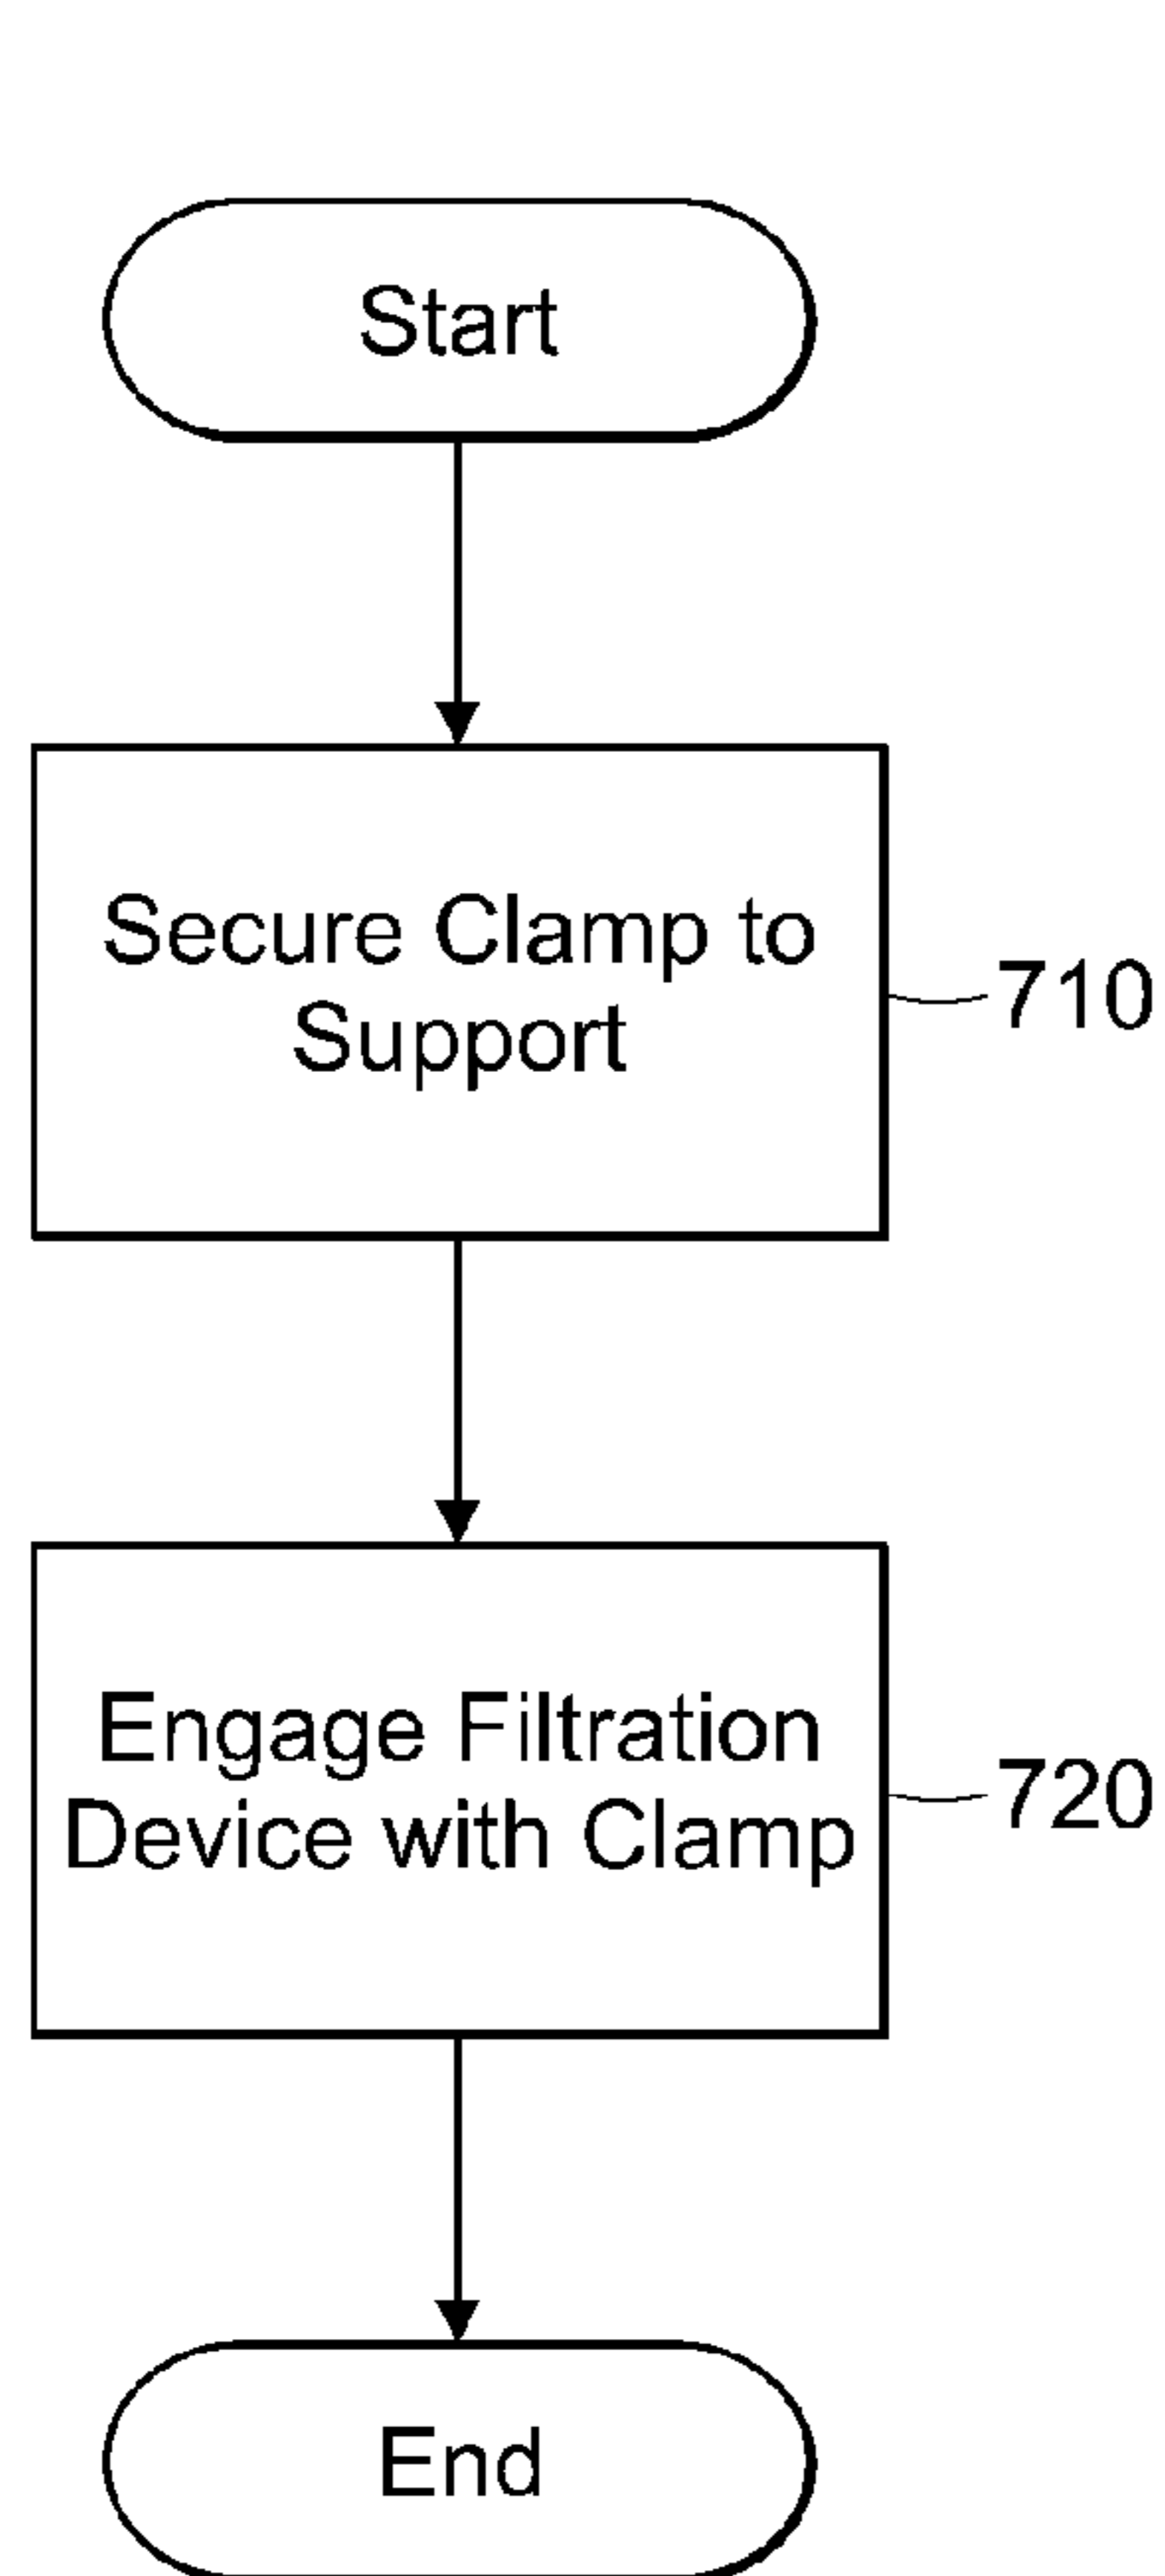 Start
Secure Clamp to
Support
710
Engage Filtration
Device with Clamp
720
End